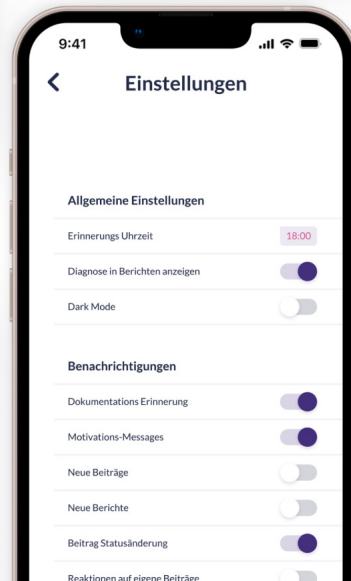 9:41
Einstellungen
Allgemeine Einstellungen
Erinnerungs Uhrzeit 18:00
Diagnose in Berichten anzeigen
Dark Mode
Benachrichtigungen
Dokumentations Erinnerung
Motivations-Messages
Neue Beiträge
Neue Berichte
Beitrag Statusänderung
Reaktionen auf eigene Beiträge